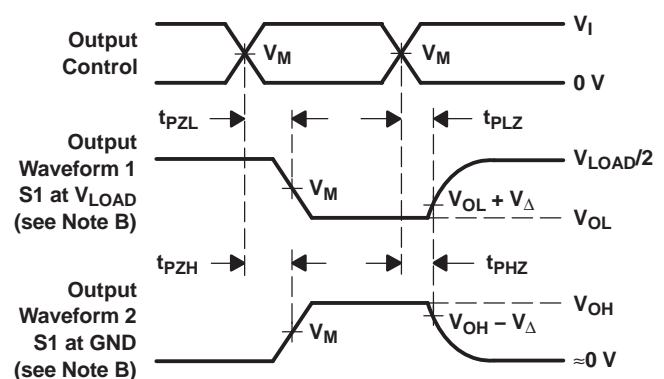 Output
Control
V_M
V_M
V_I
0 V
t_PZL
t_PLZ
Output
Waveform 1
S1 at V_LOAD
(see Note B)
V_M
V_LOAD/2
V_OL + V_Δ
V_OL
t_PZH
t_PHZ
Output
Waveform 2
S1 at GND
(see Note B)
V_M
V_OH
V_OH − V_Δ
≈0 V